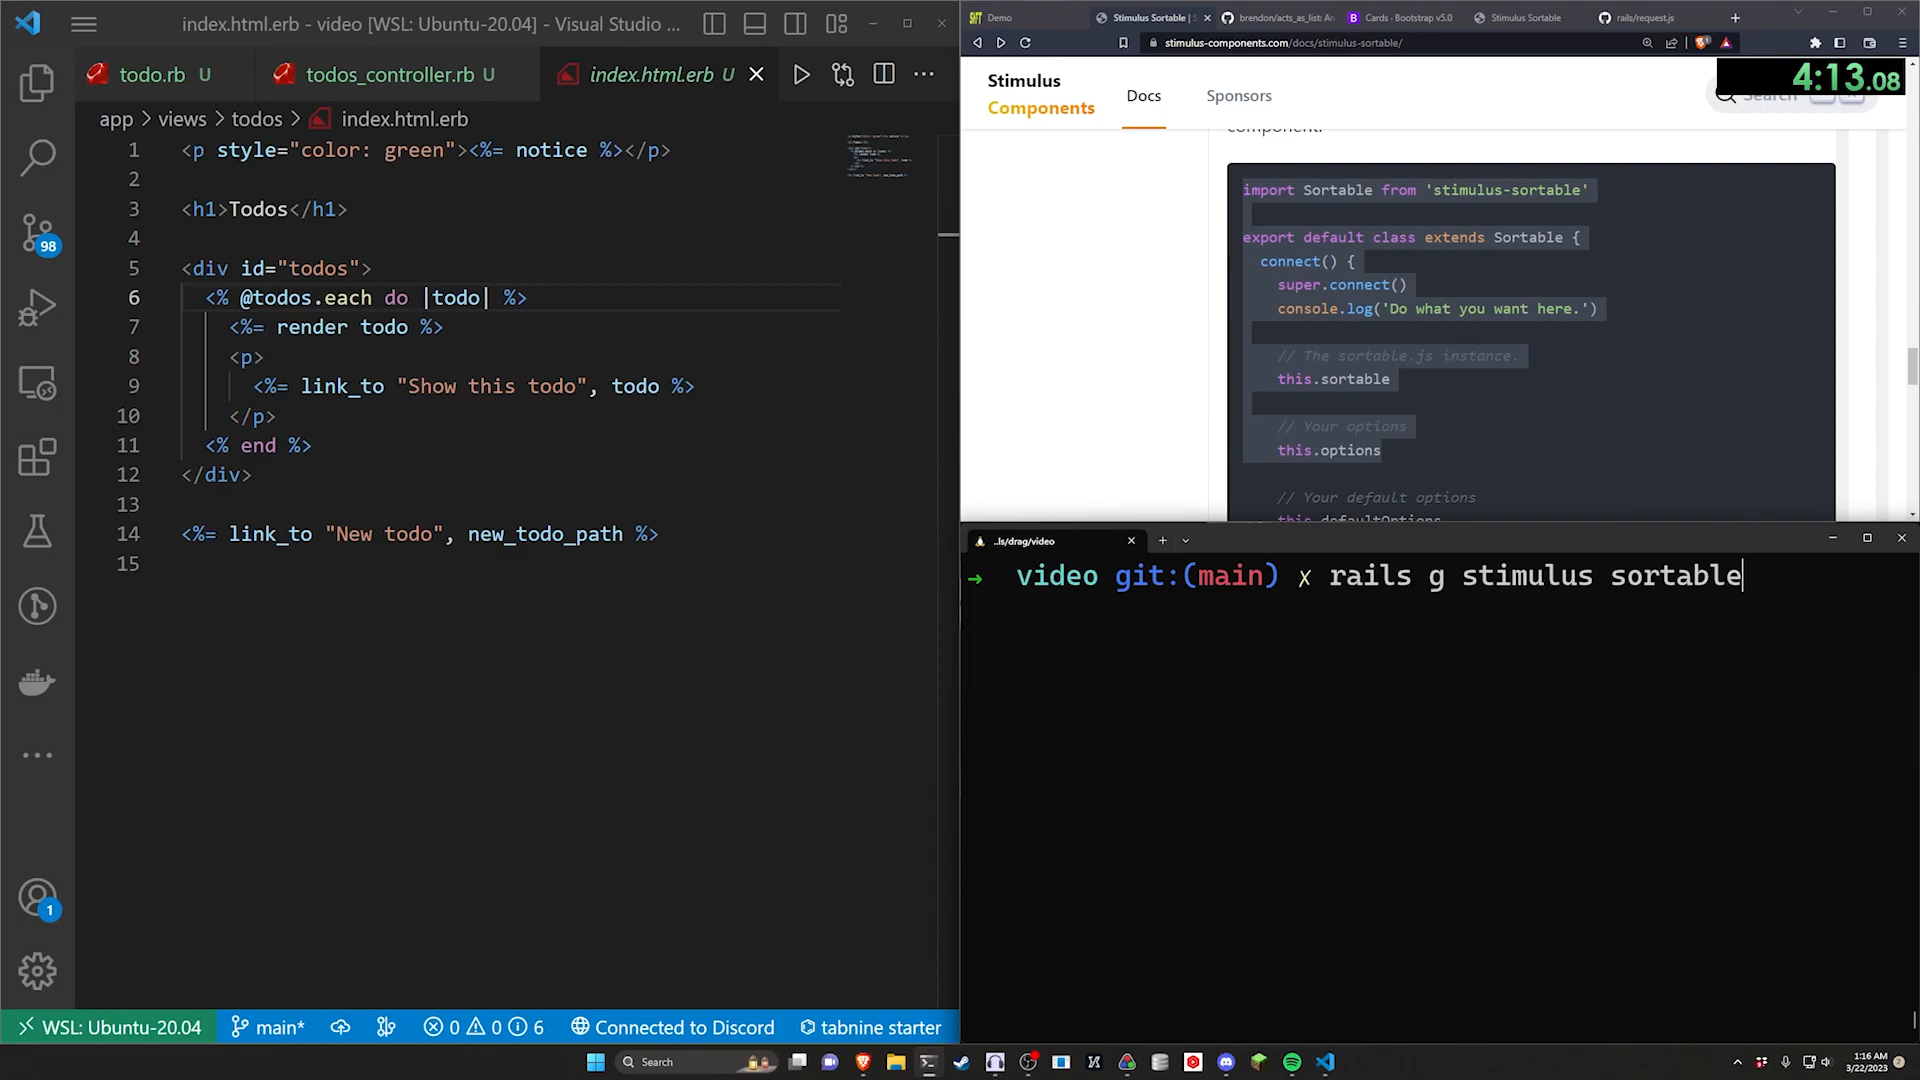 index.html.erb - video [WSL: Ubuntu-20.04] - Visual Studio ...
todo.rb U
todos_controller.rb U
index.html.erb U
app > views > todos > index.html.erb
1 <p style="color: green"><%= notice %></p>
2
3 <h1>Todos</h1>
4
5 <div id="todos">
6 <% @todos.each do |todo| %>
7 <%= render todo %>
8 <p>
9 <%= link_to "Show this todo", todo %>
10 </p>
11 <% end %>
12 </div>
13
14 <%= link_to "New todo", new_todo_path %>
15
98
1
WSL: Ubuntu-20.04 main* 0 0 6 Connected to Discord tabnine starter
Demo
Stimulus Sortable | S
brendon/acts_as_list: An
Cards · Bootstrap v5.0
Stimulus Sortable
rails/request.js
stimulus-components.com/docs/stimulus-sortable/
4:13.08
Stimulus
Components
Docs
Sponsors
Search
component.
import Sortable from 'stimulus-sortable'
export default class extends Sortable {
connect() {
super.connect()
console.log('Do what you want here.')
// The sortable.js instance.
this.sortable
// Your options
this.options
// Your default options
this.defaultOptions
..ls/drag/video
→ video git:(main) x rails g stimulus sortable
Search
1:16 AM
3/22/2023